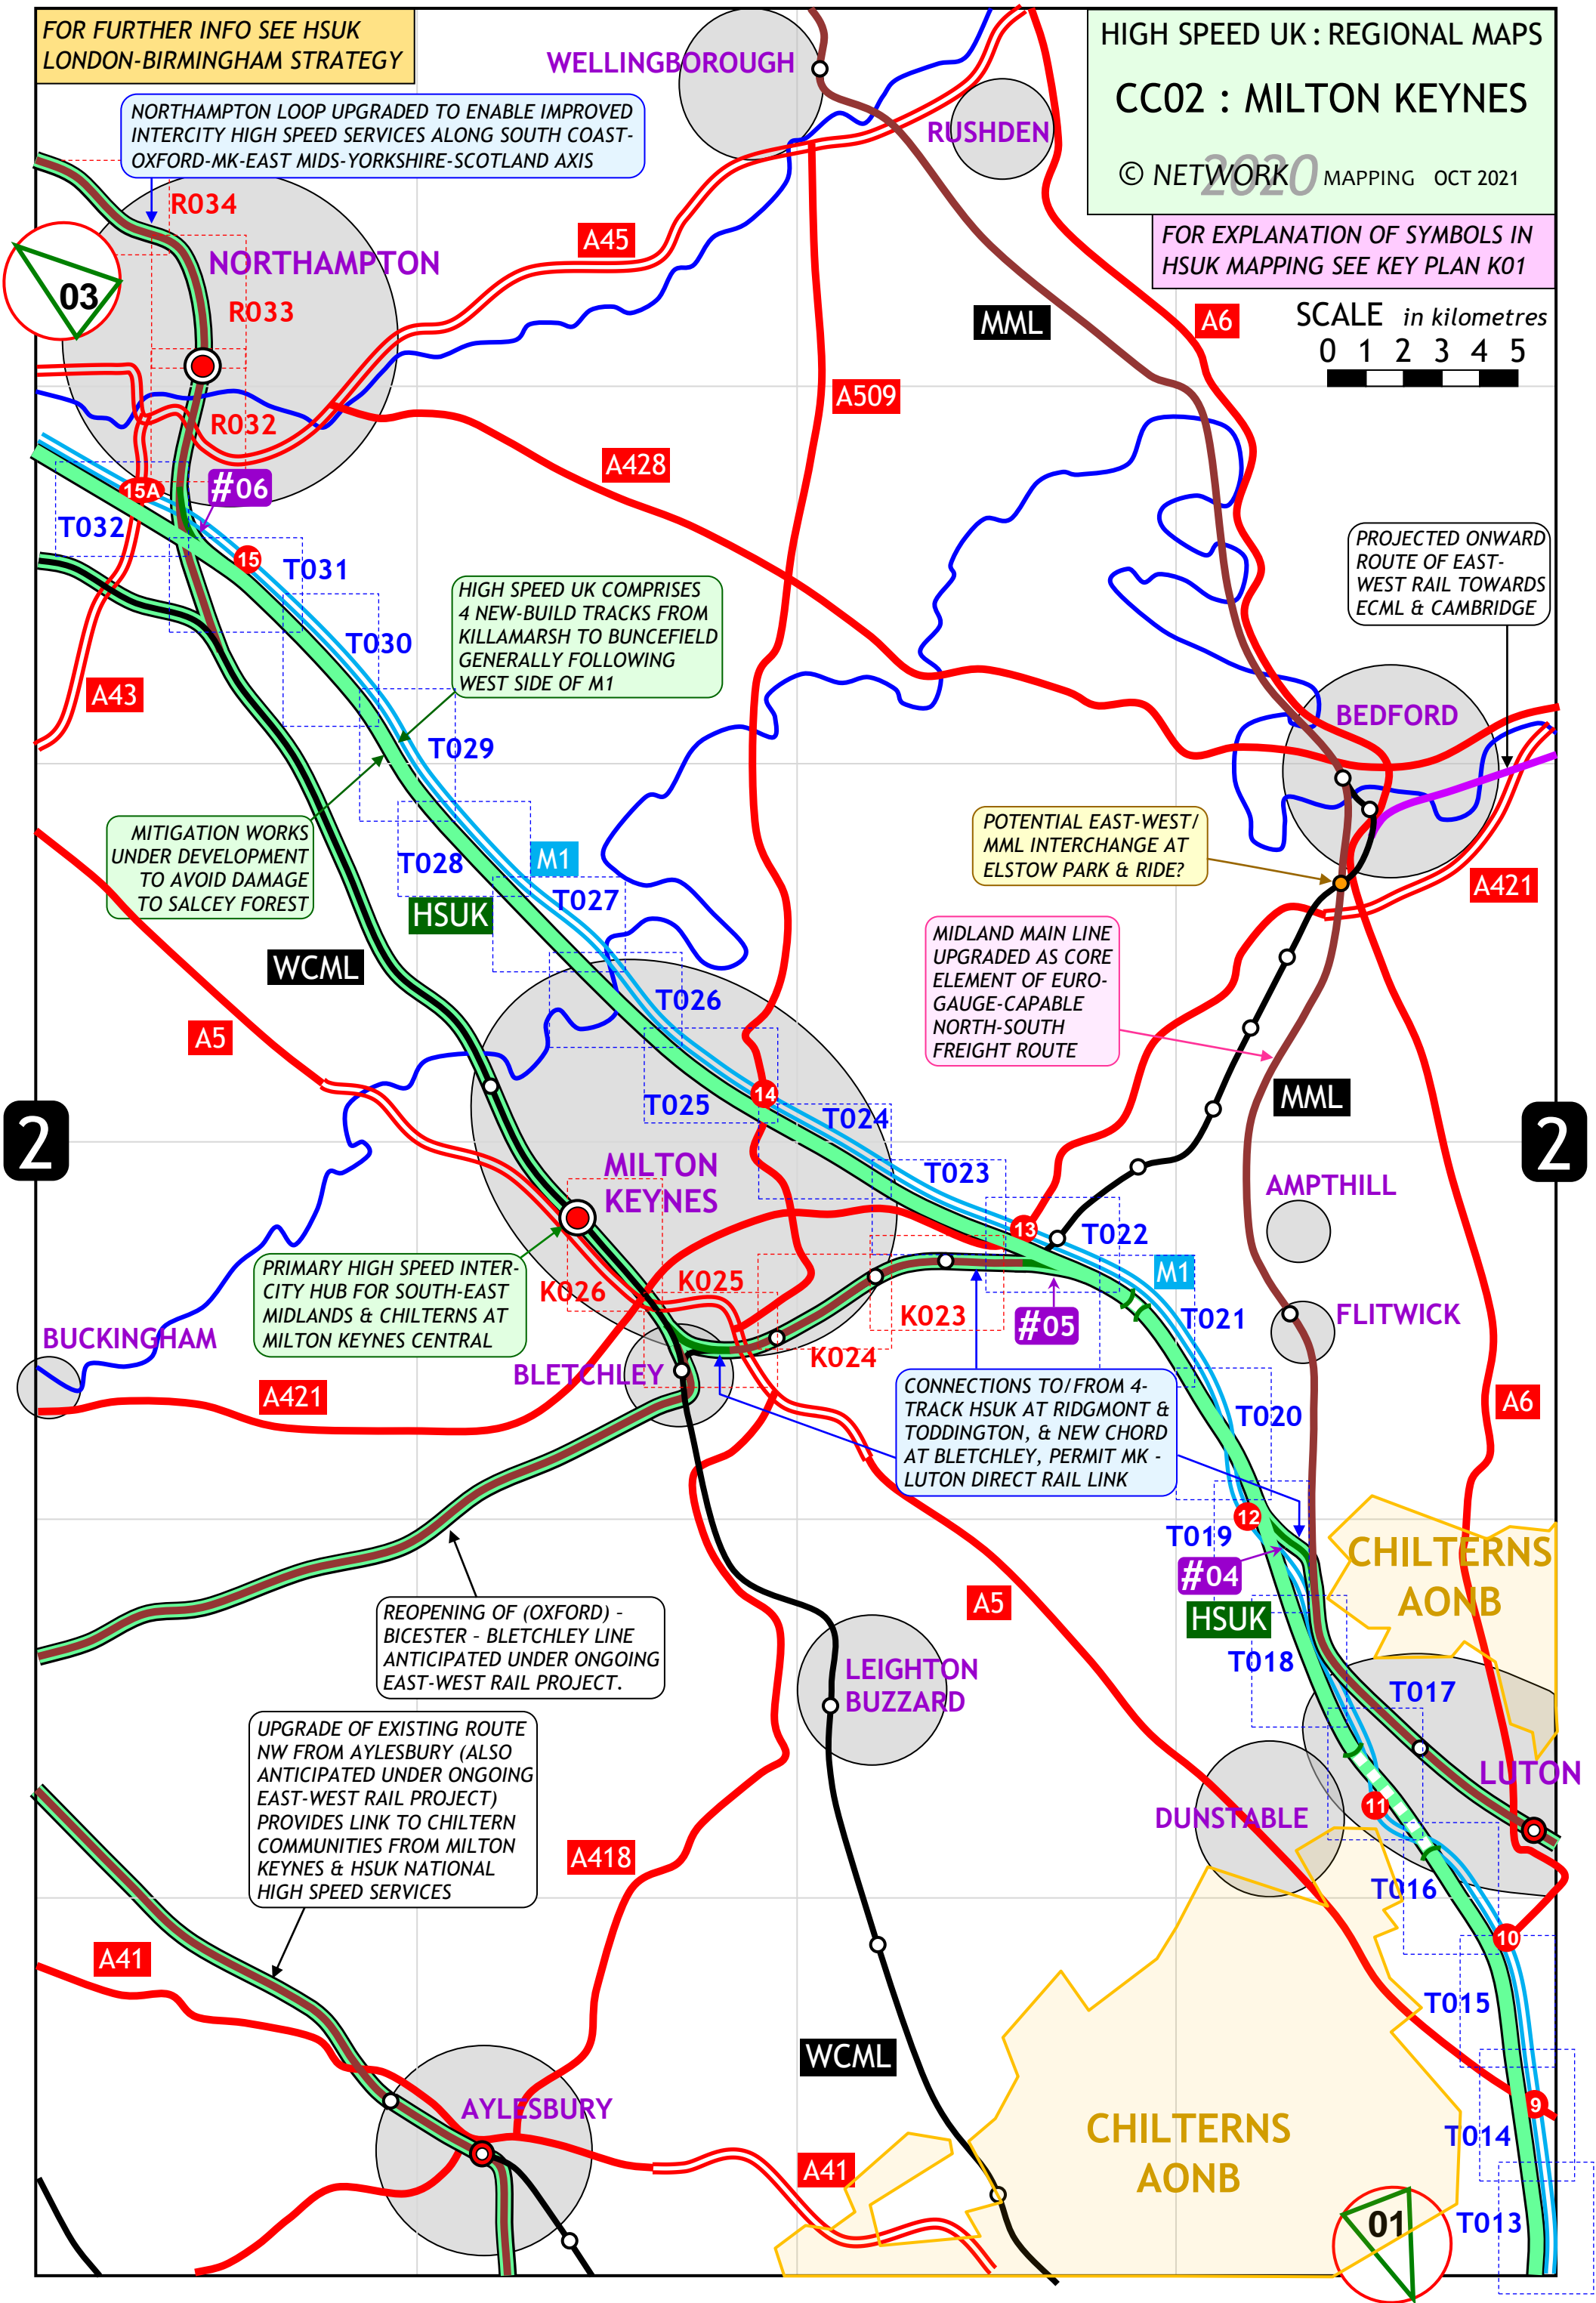 FOR FURTHER INFO SEE HSUK
LONDON-BIRMINGHAM STRATEGY
HIGH SPEED UK : REGIONAL MAPS
CC02 : MILTON KEYNES
© NETWORK 2020 MAPPING OCT 2021
FOR EXPLANATION OF SYMBOLS IN
HSUK MAPPING SEE KEY PLAN K01
SCALE in kilometres
0 1 2 3 4 5
NORTHAMPTON LOOP UPGRADED TO ENABLE IMPROVED
INTERCITY HIGH SPEED SERVICES ALONG SOUTH COAST-
OXFORD-MK-EAST MIDS-YORKSHIRE-SCOTLAND AXIS
WELLINGBOROUGH
RUSHDEN
R034
03
NORTHAMPTON
A45
R033
MML
A6
A509
R032
A428
15A
#06
T032
15
T031
PROJECTED ONWARD
ROUTE OF EAST-
WEST RAIL TOWARDS
ECML & CAMBRIDGE
HIGH SPEED UK COMPRISES
4 NEW-BUILD TRACKS FROM
KILLAMARSH TO BUNCEFIELD
GENERALLY FOLLOWING
WEST SIDE OF M1
T030
A43
BEDFORD
T029
MITIGATION WORKS
UNDER DEVELOPMENT
TO AVOID DAMAGE
TO SALCEY FOREST
POTENTIAL EAST-WEST/
MML INTERCHANGE AT
ELSTOW PARK & RIDE?
T028
M1
A421
T027
HSUK
WCML
MIDLAND MAIN LINE
UPGRADED AS CORE
ELEMENT OF EURO-
GAUGE-CAPABLE
NORTH-SOUTH
FREIGHT ROUTE
T026
A5
14
MML
T025
T024
2
2
MILTON
KEYNES
T023
AMPTHILL
13
T022
PRIMARY HIGH SPEED INTER-
CITY HUB FOR SOUTH-EAST
MIDLANDS & CHILTERNS AT
MILTON KEYNES CENTRAL
K026
K025
M1
K023
#05
T021
FLITWICK
BUCKINGHAM
K024
BLETCHLEY
A421
CONNECTIONS TO/FROM 4-
TRACK HSUK AT RIDGMONT &
TODDINGTON, & NEW CHORD
AT BLETCHLEY, PERMIT MK -
LUTON DIRECT RAIL LINK
T020
A6
12
T019
#04
CHILTERNS
AONB
HSUK
A5
REOPENING OF (OXFORD) -
BICESTER - BLETCHLEY LINE
ANTICIPATED UNDER ONGOING
EAST-WEST RAIL PROJECT.
LEIGHTON
BUZZARD
T018
T017
UPGRADE OF EXISTING ROUTE
NW FROM AYLESBURY (ALSO
ANTICIPATED UNDER ONGOING
EAST-WEST RAIL PROJECT)
PROVIDES LINK TO CHILTERN
COMMUNITIES FROM MILTON
KEYNES & HSUK NATIONAL
HIGH SPEED SERVICES
LUTON
11
DUNSTABLE
A418
T016
10
A41
T015
WCML
9
AYLESBURY
CHILTERNS
AONB
T014
A41
01
T013